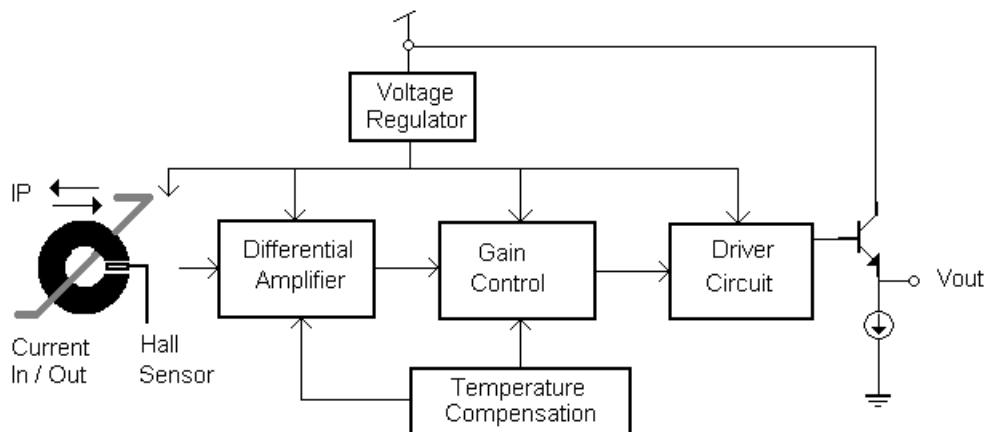 Voltage
Regulator
IP
Differential
Amplifier
Gain
Control
Driver
Circuit
Vout
Current
In / Out
Hall
Sensor
Temperature
Compensation